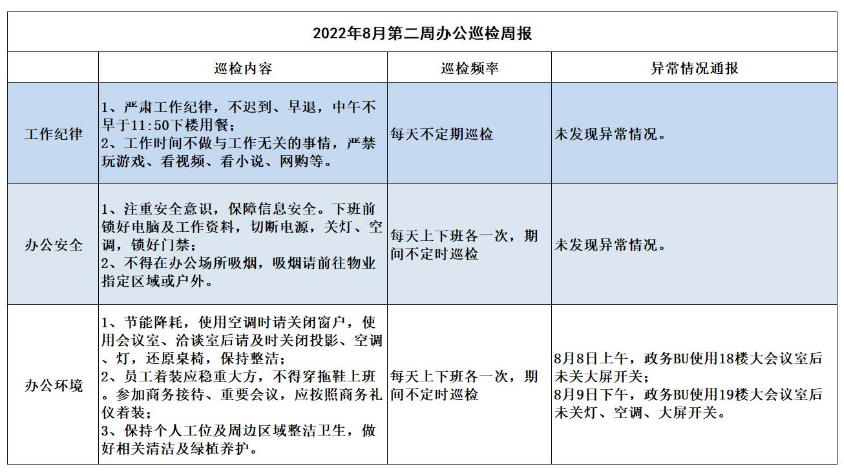 2022年8月第二周办公巡检周报
巡检内容
巡检频率
异常情况通报
工作纪律
1、严肃工作纪律，不迟到、早退，中午不
早于11:50下楼用餐；
2、工作时间不做与工作无关的事情，严禁
玩游戏、看视频、看小说、网购等。
每天不定期巡检
未发现异常情况。
办公安全
1、注重安全意识，保障信息安全。下班前
锁好电脑及工作资料，切断电源，关灯、空
调，锁好门禁；
2、不得在办公场所吸烟，吸烟请前往物业
指定区域或户外。
每天上下班各一次，期
间不定时巡检
未发现异常情况。
办公环境
1、节能降耗，使用空调时请关闭窗户，使
用会议室、洽谈室后请及时关闭投影、空调
、灯，还原桌椅，保持整洁；
2、员工着装应稳重大方，不得穿拖鞋上班
。参加商务接待、重要会议，应按照商务礼
仪着装；
3、保持个人工位及周边区域整洁卫生，做
好相关清洁及绿植养护。
每天上下班各一次，期
间不定时巡检
8月8日上午，政务BU使用18楼大会议室后
未关大屏开关；
8月9日下午，政务BU使用19楼大会议室后
未关灯、空调、大屏开关。